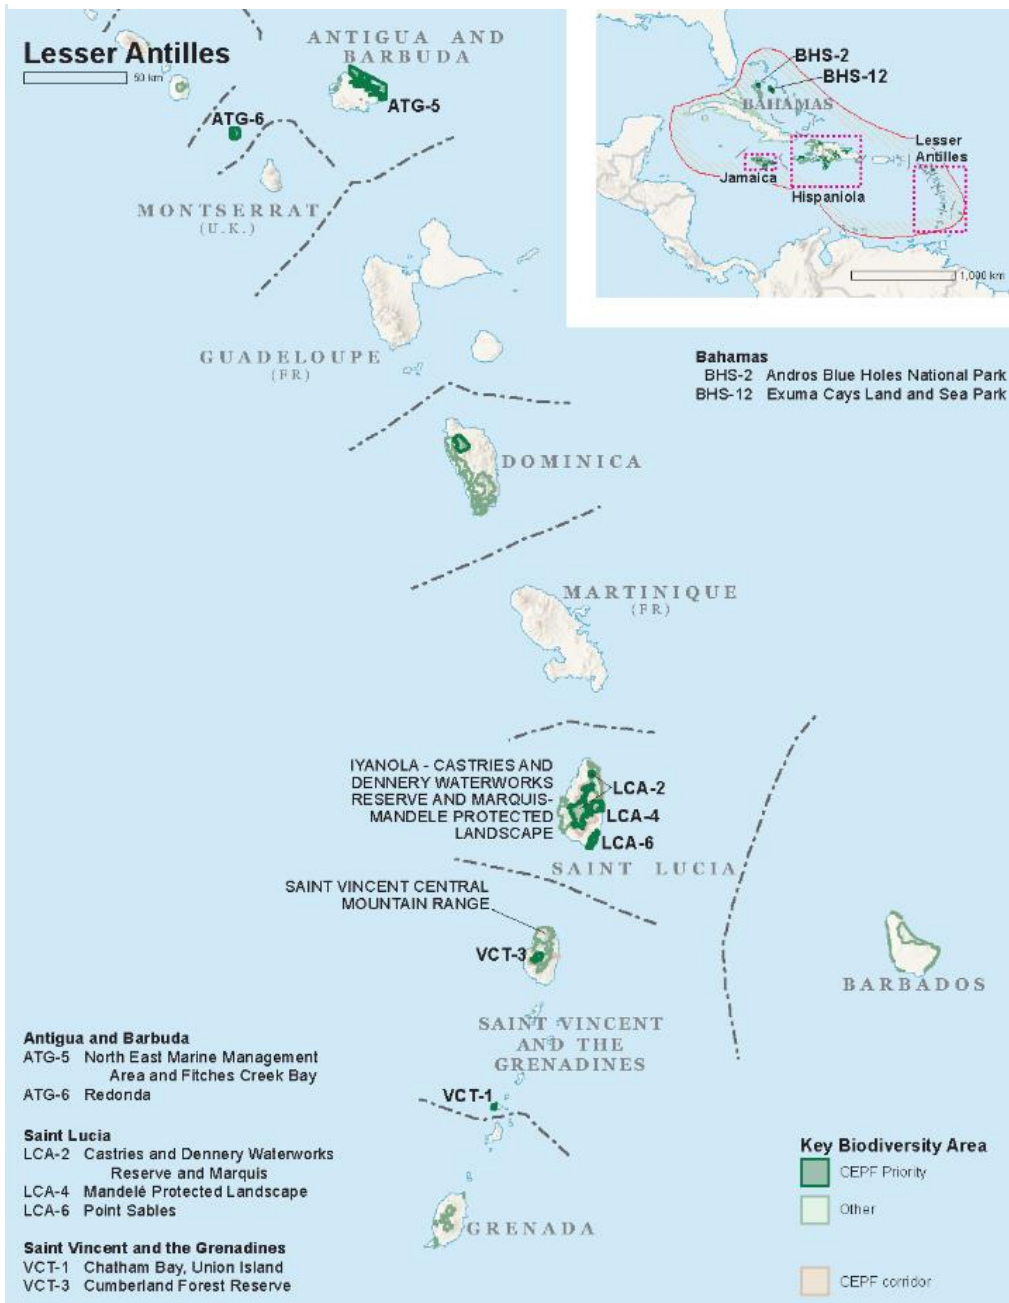 Lesser Antilles
50 km
ANTIGUA AND
BARBUDA
ATG-5
ATG-6
MONTSERRAT
(U.K.)
GUADELOUPE
(FR)
DOMINICA
MARTINIQUE
(FR)
IYANOLA - CASTRIES AND
DENNERY WATERWORKS
RESERVE AND MARQUIS-
MANDELE PROTECTED
LANDSCAPE
LCA-2
LCA-4
LCA-6
SAINT LUCIA
SAINT VINCENT CENTRAL
MOUNTAIN RANGE
VCT-3
BARBADOS
SAINT VINCENT
AND THE
GRENADINES
VCT-1
GRENADA
BHS-2
BHS-12
BAHAMAS
Lesser
Antilles
Jamaica
Hispaniola
1,000 km
Bahamas
BHS-2 Andros Blue Holes National Park
BHS-12 Exuma Cays Land and Sea Park
Antigua and Barbuda
ATG-5 North East Marine Management
Area and Fitches Creek Bay
ATG-6 Redonda
Saint Lucia
LCA-2 Castries and Dennery Waterworks
Reserve and Marquis
LCA-4 Mandelé Protected Landscape
LCA-6 Point Sables
Saint Vincent and the Grenadines
VCT-1 Chatham Bay, Union Island
VCT-3 Cumberland Forest Reserve
Key Biodiversity Area
CEPF Priority
Other
CEPF corridor